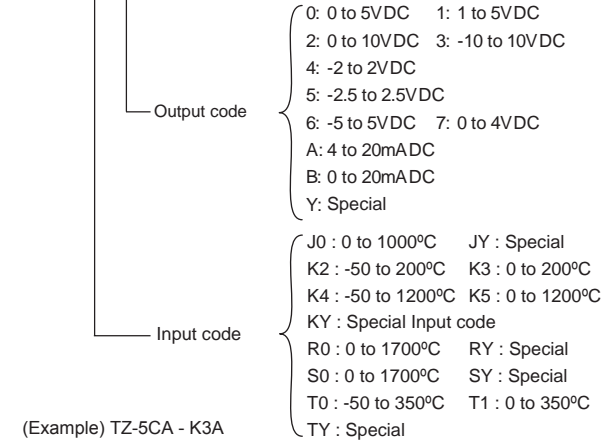 0: 0 to 5VDC 1: 1 to 5VDC
2: 0 to 10VDC 3: -10 to 10VDC
4: -2 to 2VDC
5: -2.5 to 2.5VDC
Output code
6: -5 to 5VDC 7: 0 to 4VDC
A: 4 to 20mADC
B: 0 to 20mADC
Y: Special
J0 : 0 to 1000ºC JY : Special
K2 : -50 to 200ºC K3 : 0 to 200ºC
K4 : -50 to 1200ºC K5 : 0 to 1200ºC
KY : Special Input code
Input code
R0 : 0 to 1700ºC RY : Special
S0 : 0 to 1700ºC SY : Special
T0 : -50 to 350ºC T1 : 0 to 350ºC
TY : Special
(Example) TZ-5CA - K3A